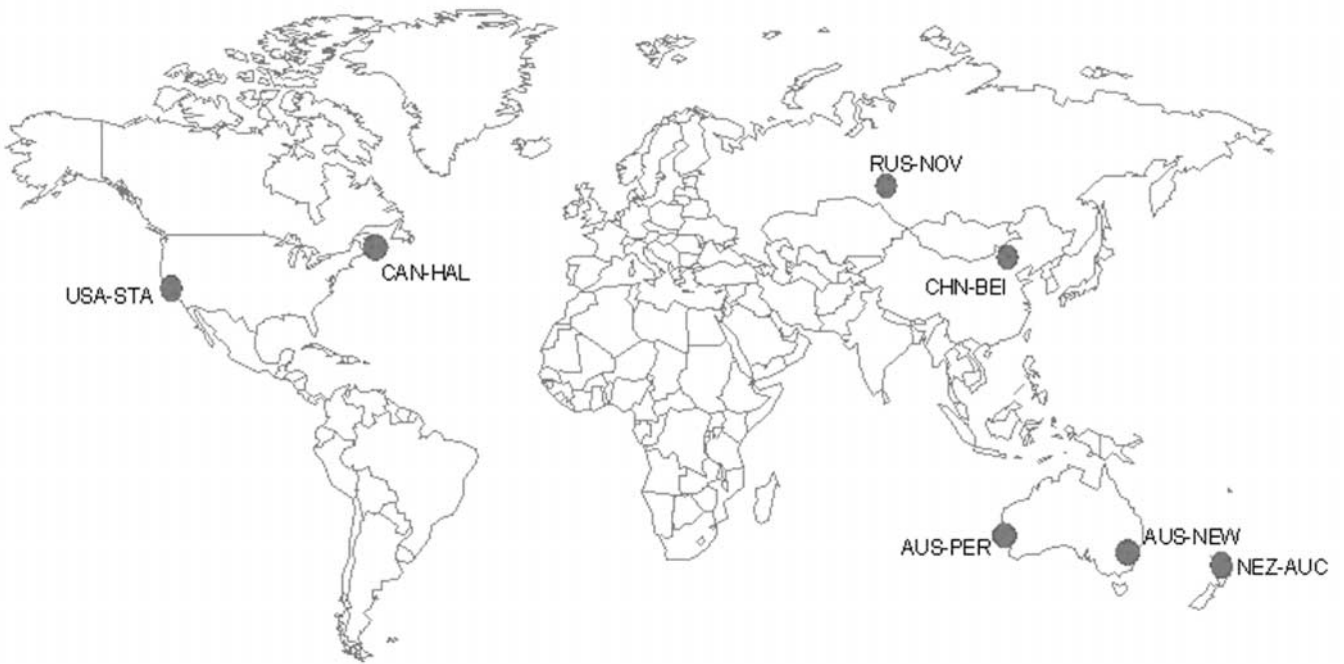 RUS-NOV
CAN-HAL
USA-STA
CHN-BEI
AUS-PER
AUS-NEW
NEZ-AUC